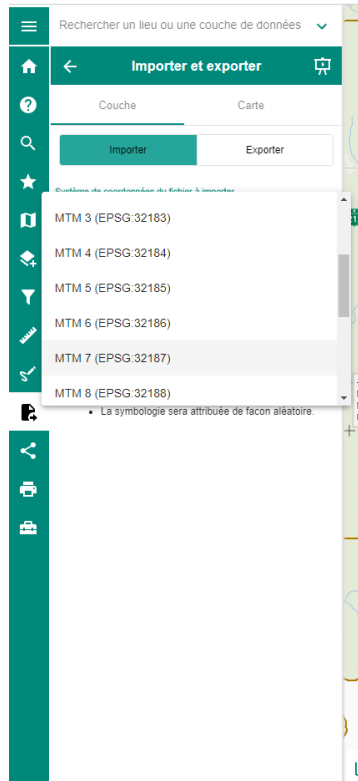 Rechercher un lieu ou une couche de données
Importer et exporter
Couche
Carte
Importer
Exporter
Système de coordonnées du fichier à importer
MTM 3 (EPSG:32183)
MTM 4 (EPSG:32184)
MTM 5 (EPSG:32185)
MTM 6 (EPSG:32186)
MTM 7 (EPSG:32187)
MTM 8 (EPSG:32188)
La symbologie sera attribuée de facon aléatoire.